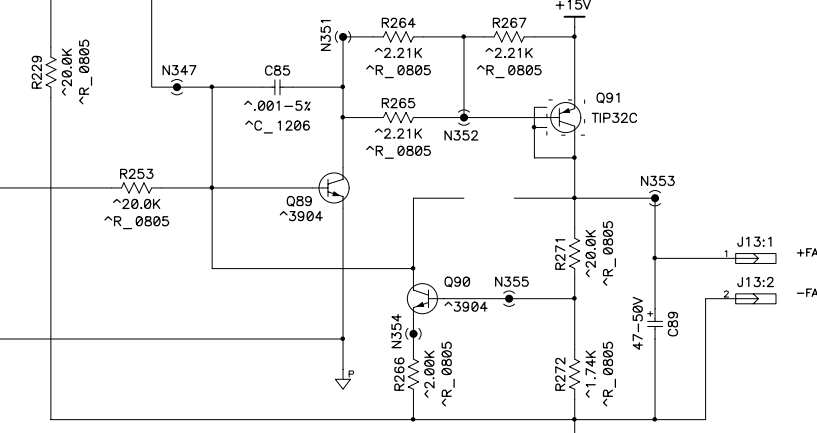 +15V
R264
^2.21K
^R_0805
R267
^2.21K
^R_0805
N351
R229
^20.0K
^R_0805
N347
C85
^.001-5%
^C_1206
R265
^2.21K
^R_0805
N352
Q91
TIP32C
R253
^20.0K
^R_0805
Q89
^3904
N353
R271
^20.0K
^R_0805
J13:1
1
+FA
J13:2
2
-FA
Q90
^3904
N355
N354
47-50V
+
C89
P
R266
^2.00K
^R_0805
R272
^1.74K
^R_0805